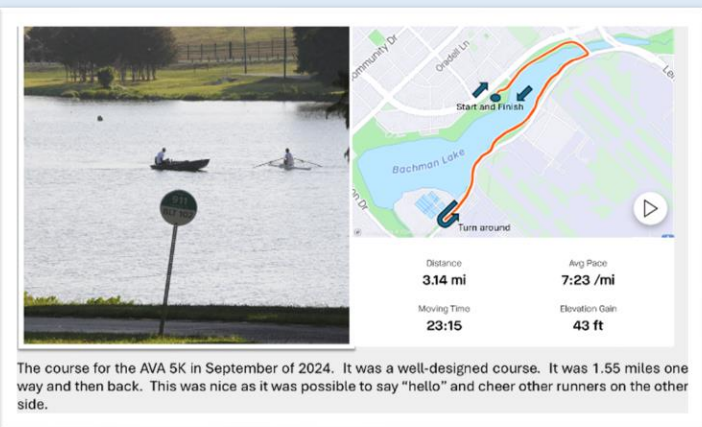 ommunity Dr
Oradell Ln
Start and Finish
Bachman Lake
Turn around
911
Distance
Avg Pace
3.14 mi
7:23 /mi
Moving Time
Elevation Gain
23:15
43 ft
The course for the AVA 5K in September of 2024. It was a well-designed course. It was 1.55 miles one
way and then back. This was nice as it was possible to say “hello” and cheer other runners on the other
side.